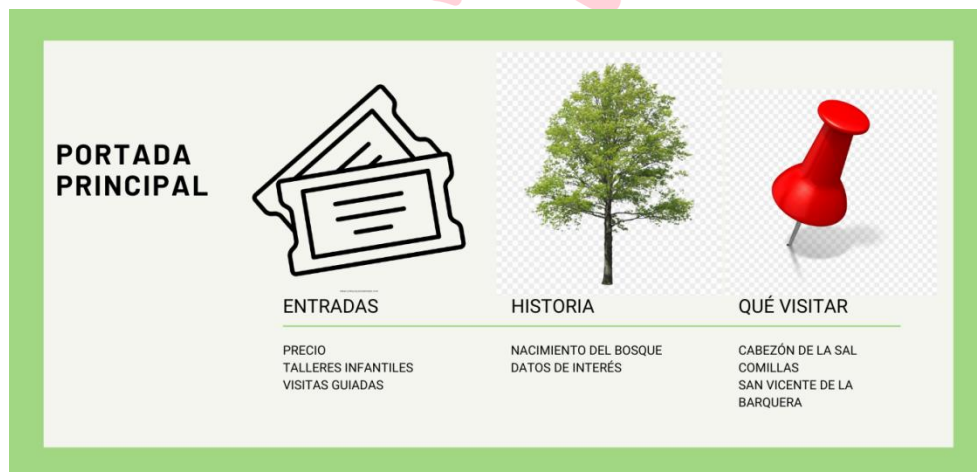 PORTADA
PRINCIPAL
ENTRADAS
PRECIO
TALLERES INFANTILES
VISITAS GUIADAS
HISTORIA
NACIMIENTO DEL BOSQUE
DATOS DE INTERÉS
QUÉ VISITAR
CABEZÓN DE LA SAL
COMILLAS
SAN VICENTE DE LA
BARQUERA